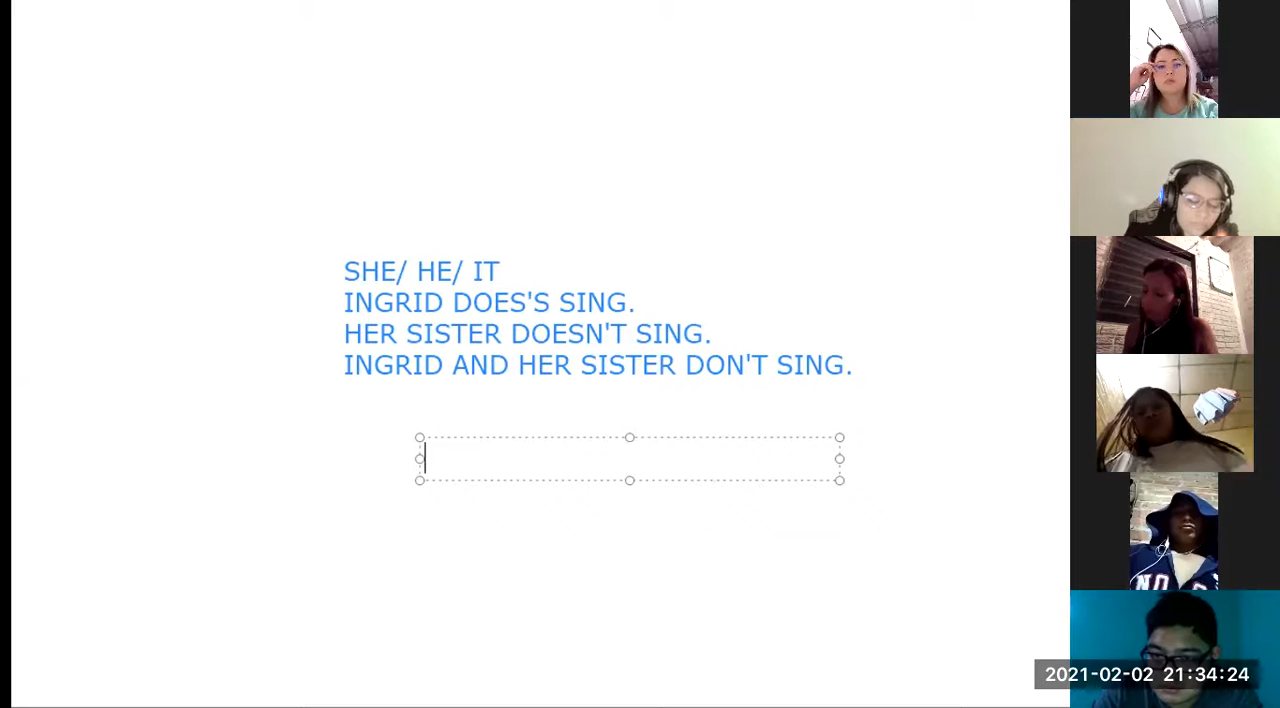 SHE/ HE/ IT
INGRID DOES'S SING.
HER SISTER DOESN'T SING.
INGRID AND HER SISTER DON'T SING.
2021-02-02 21:34:24